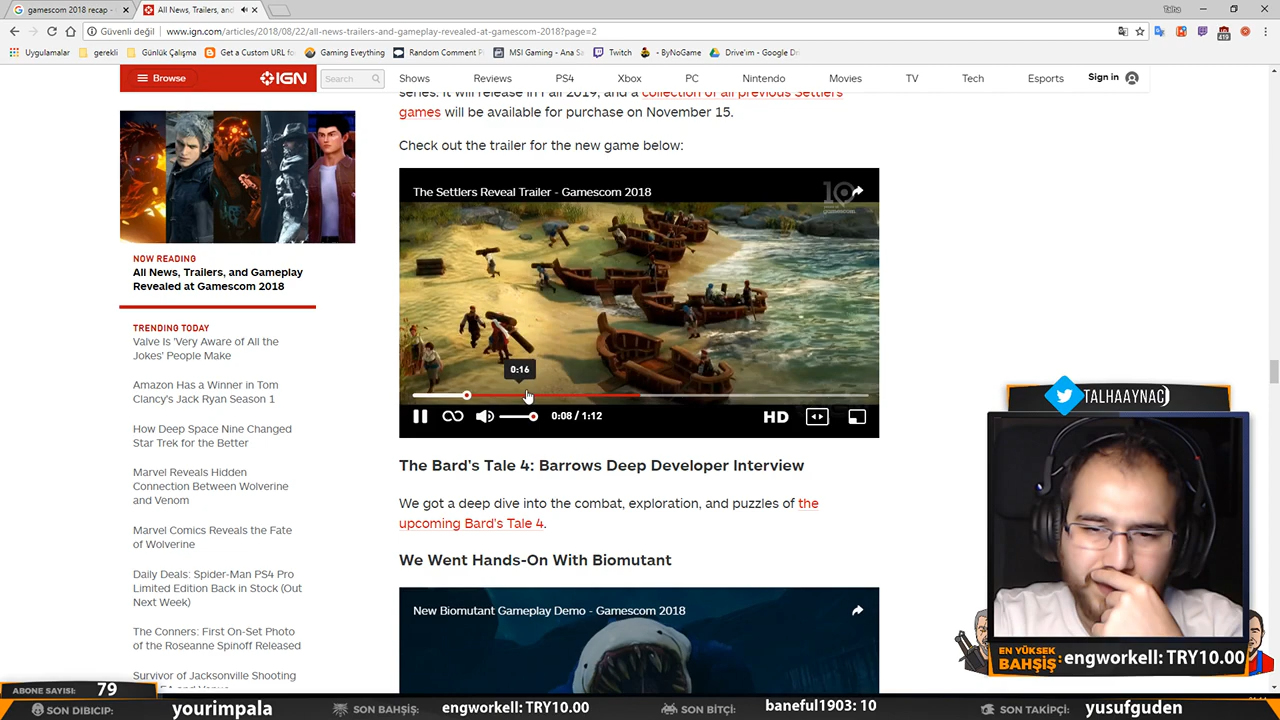 gamescom 2018 recap -
All News, Trailers, and
Talha
Güvenli değil
www.ign.com/articles/2018/08/22/all-news-trailers-and-gameplay-revealed-at-gamescom-2018?page=2
419
Uygulamalar
gerekli
Günlük Çalışma
Get a Custom URL for
Gaming Eveything
Random Comment P
MSI Gaming - Ana Sa
Twitch
- ByNoGame
Drive'ım - Google D
Browse
IGN
Search
Shows
Reviews
PS4
Xbox
PC
Nintendo
Movies
TV
Tech
Esports
Sign in
series. It will release in Fall 2019, and a collection of all previous Settlers
games will be available for purchase on November 15.
Check out the trailer for the new game below:
The Settlers Reveal Trailer - Gamescom 2018
0:16
0:08 / 1:12
HD
NOW READING
All News, Trailers, and Gameplay
Revealed at Gamescom 2018
TRENDING TODAY
Valve Is 'Very Aware of All the
Jokes' People Make
Amazon Has a Winner in Tom
Clancy's Jack Ryan Season 1
How Deep Space Nine Changed
Star Trek for the Better
Marvel Reveals Hidden
Connection Between Wolverine
and Venom
Marvel Comics Reveals the Fate
of Wolverine
Daily Deals: Spider-Man PS4 Pro
Limited Edition Back in Stock (Out
Next Week)
The Conners: First On-Set Photo
of the Roseanne Spinoff Released
Survivor of Jacksonville Shooting
The Bard's Tale 4: Barrows Deep Developer Interview
We got a deep dive into the combat, exploration, and puzzles of the
upcoming Bard's Tale 4.
We Went Hands-On With Biomutant
New Biomutant Gameplay Demo - Gamescom 2018
TALHAAYNACI
EN YÜKSEK
BAHŞİŞ:
engworkell: TRY10.00
ABONE SAYISI:
79
SON DIBICIP:
yourimpala
SON BAHŞİŞ:
engworkell: TRY10.00
SON BİTÇİ:
baneful1903: 10
SON TAKİPÇİ:
yusufguden